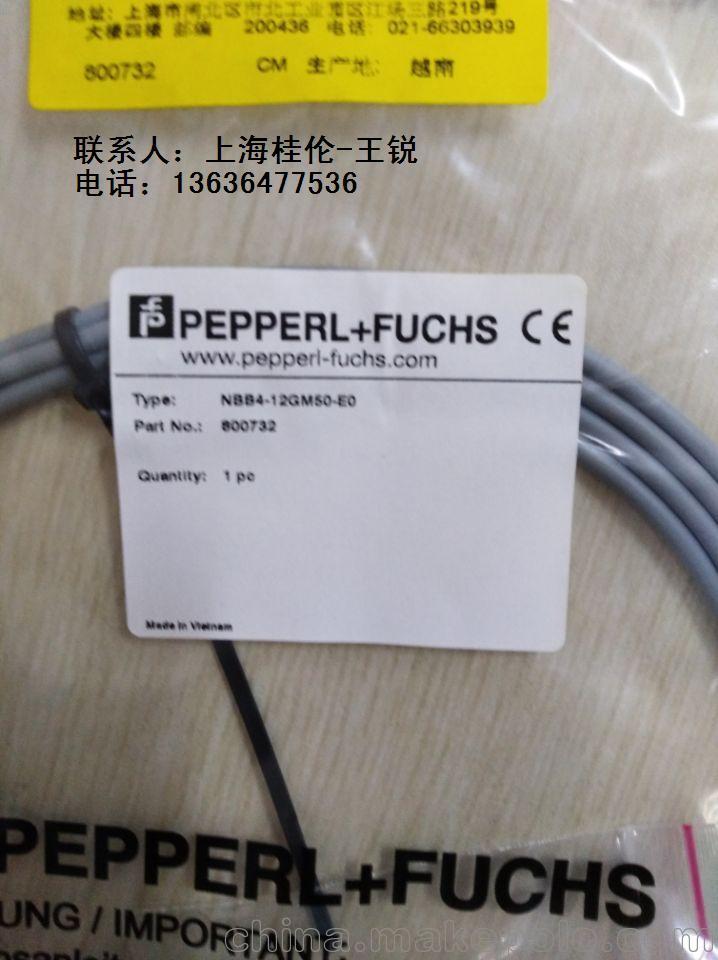 地址: 上海市闸北区市北工业园区江场三路219号
大楼四楼 邮编 200436 电话: 021-66303939
800732 CM 生产地: 越南
联系人：上海桂伦-王锐
电话：13636477536
PEPPERL+FUCHS CE
www.pepperl-fuchs.com
Type: NBB4-12GM50-E0
Part No.: 800732
Quantity: 1 pc
Made in Vietnam
PEPPERL+FUCHS
UNG / IMPORTANT
china.makepolo.com